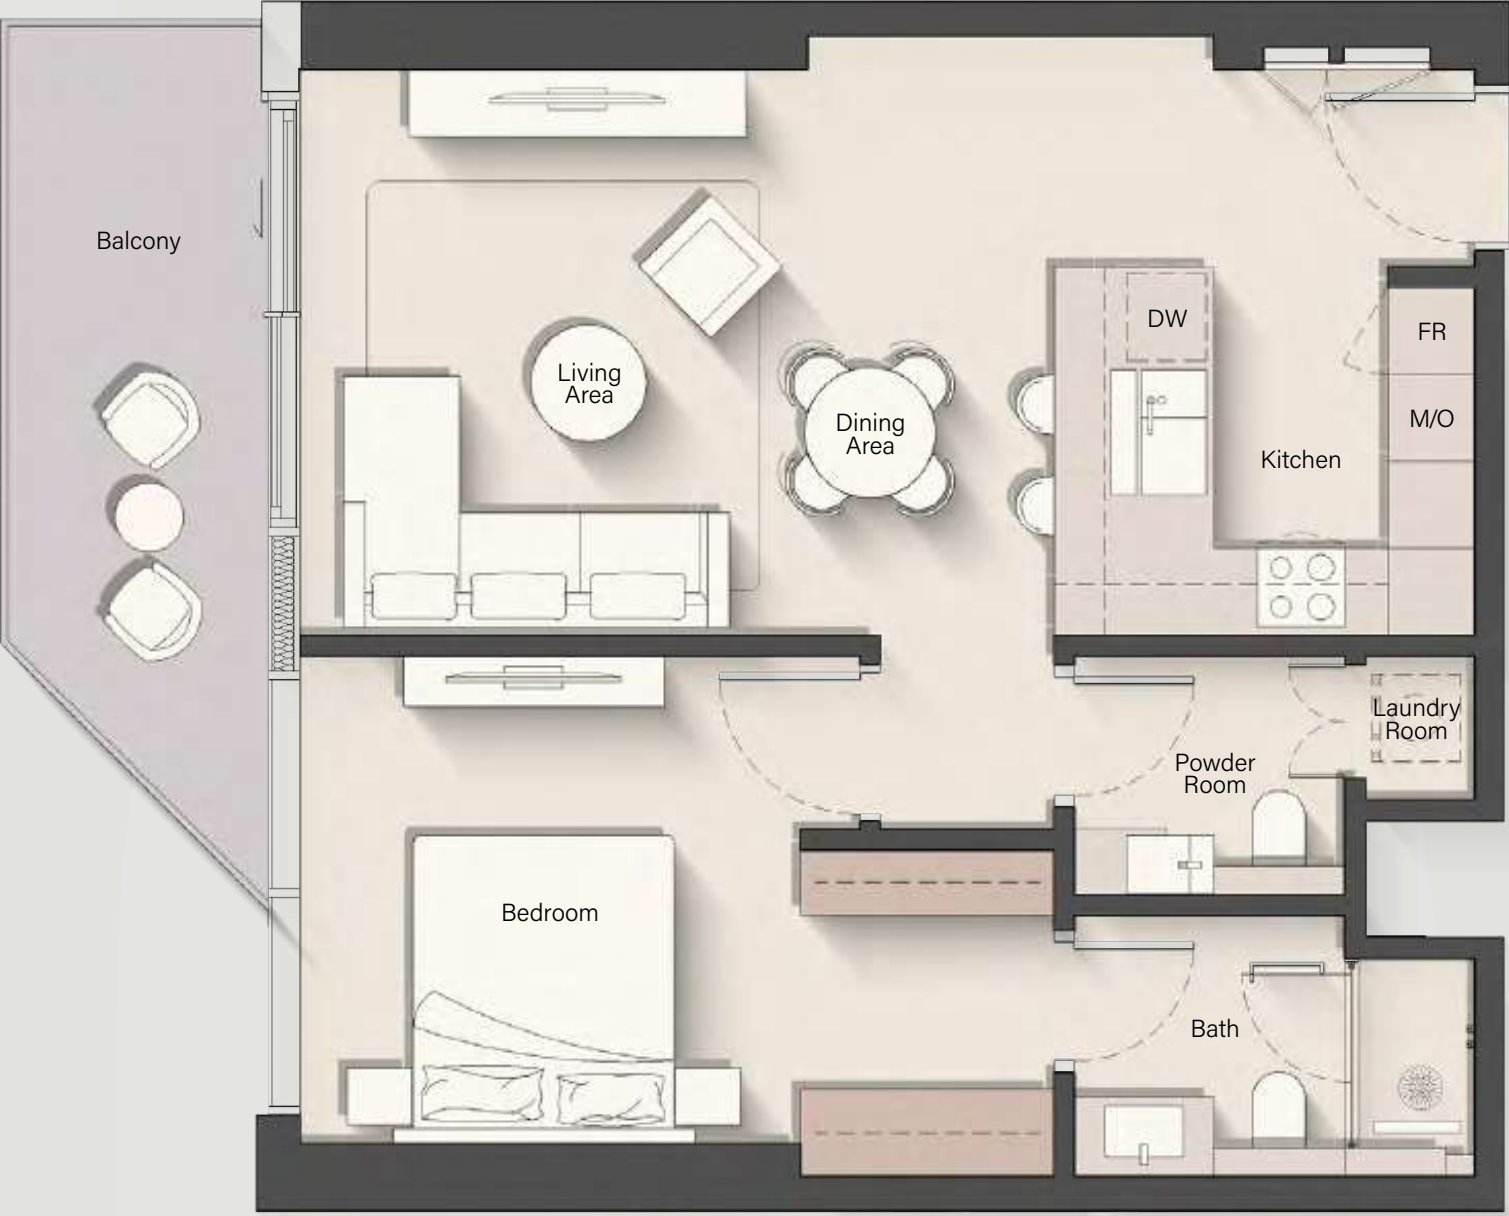 Balcony
DW
FR
Living
Area
Dining
Area
M/O
Kitchen
Laundry
Room
Powder
Room
Bedroom
Bath